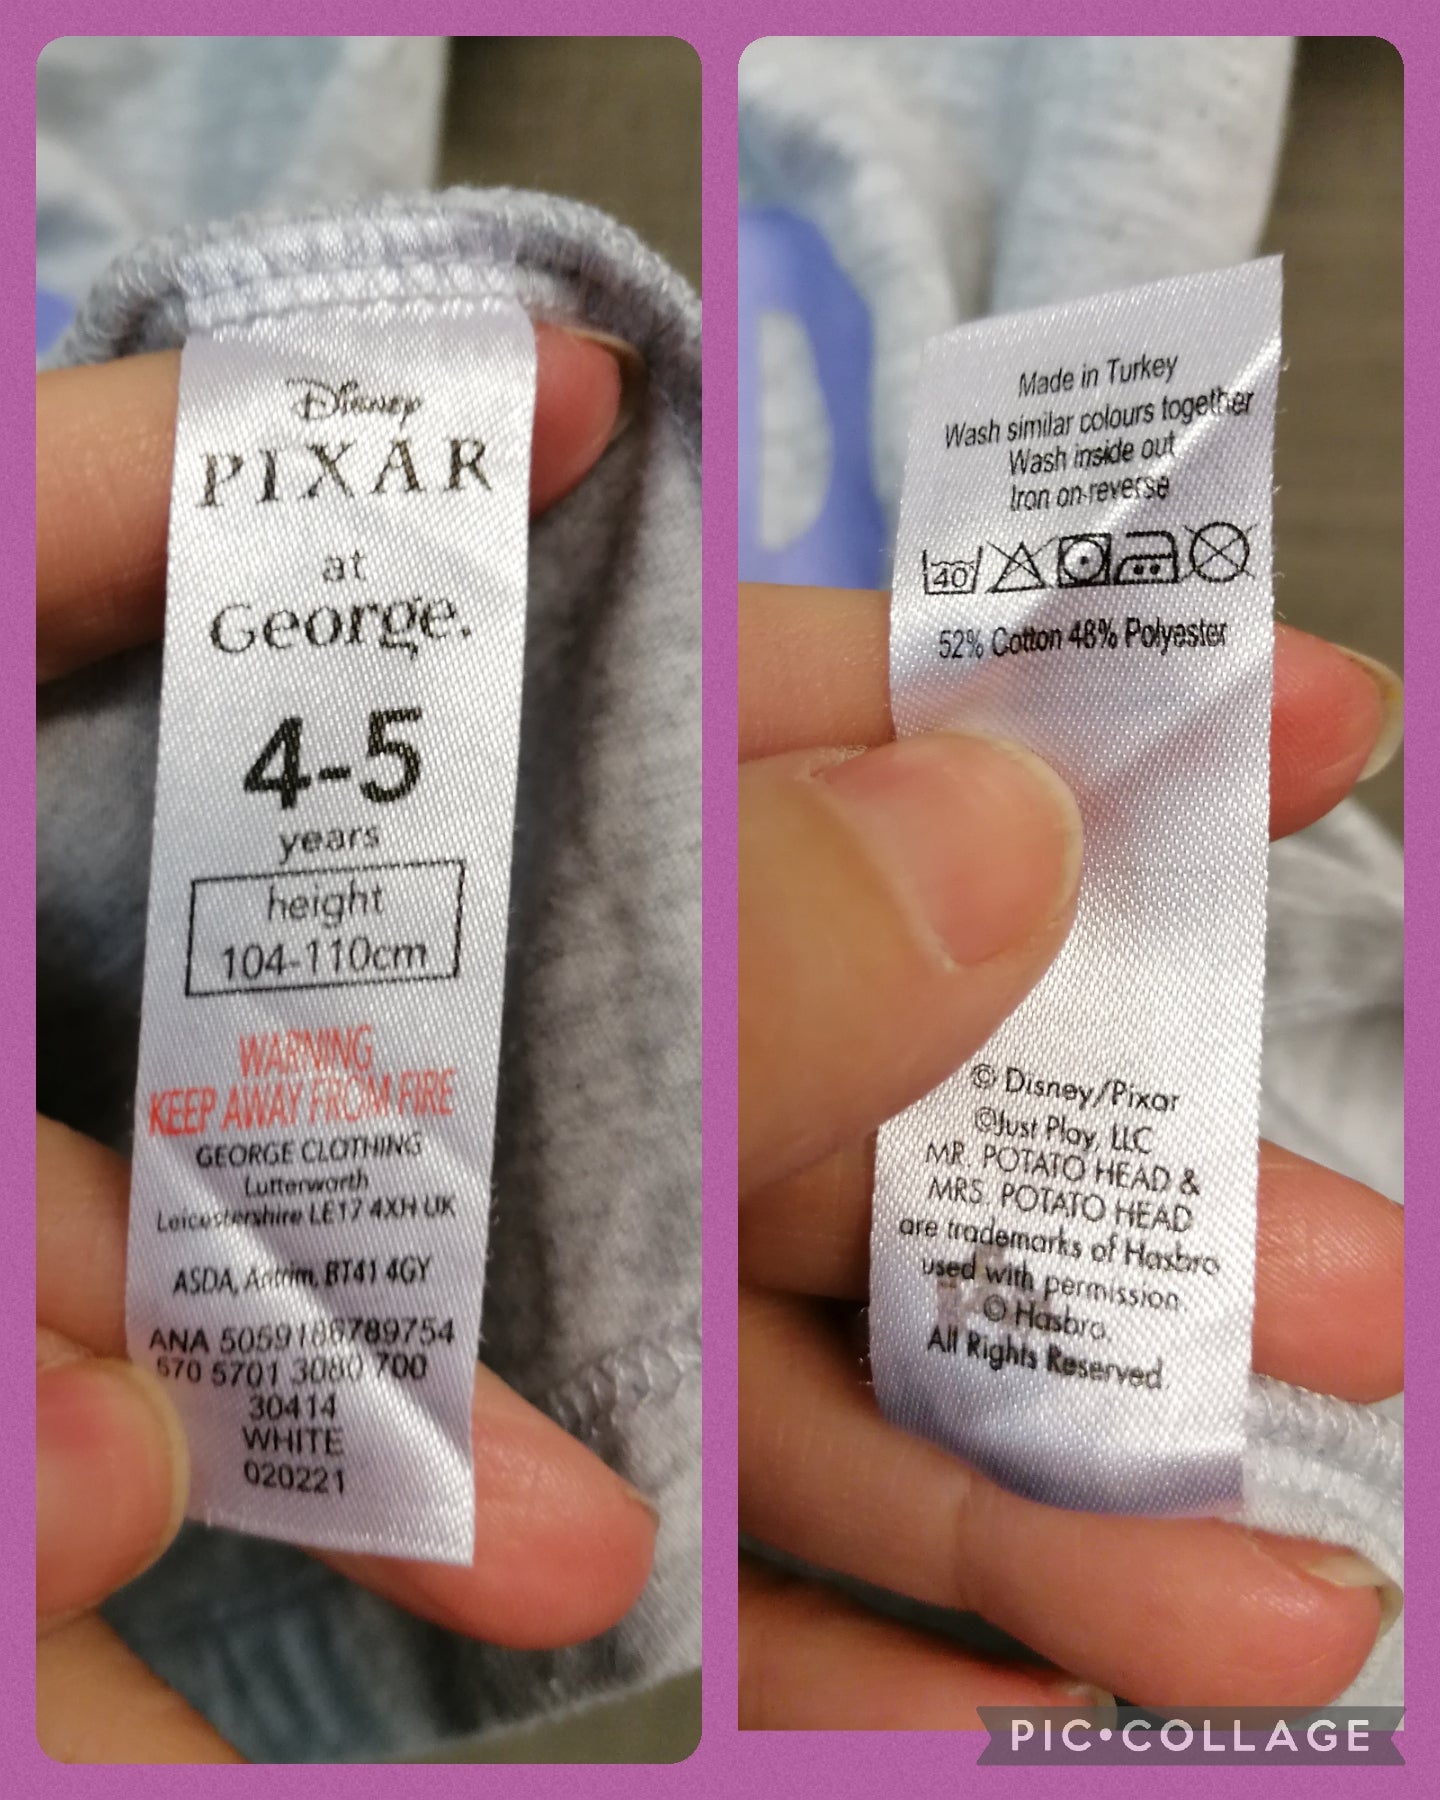 Disney
PIXAR
at
George.
4-5
years
height
104-110cm
WARNING
KEEP AWAY FROM FIRE
GEORGE CLOTHING
Lutterworth
Leicestershire LE17 4XH UK
ASDA, Antrim, BT41 4GY
ANA 5059186789754
570 5701 3080 700
30414
WHITE
020221
Made in Turkey
Wash similar colours together
Wash inside out
Iron on reverse
40
52% Cotton 48% Polyester
© Disney/Pixar
©Just Play, LLC
MR. POTATO HEAD &
MRS. POTATO HEAD
are trademarks of Hasbro
used with permission.
© Hasbro.
All Rights Reserved.
PIC•COLLAGE